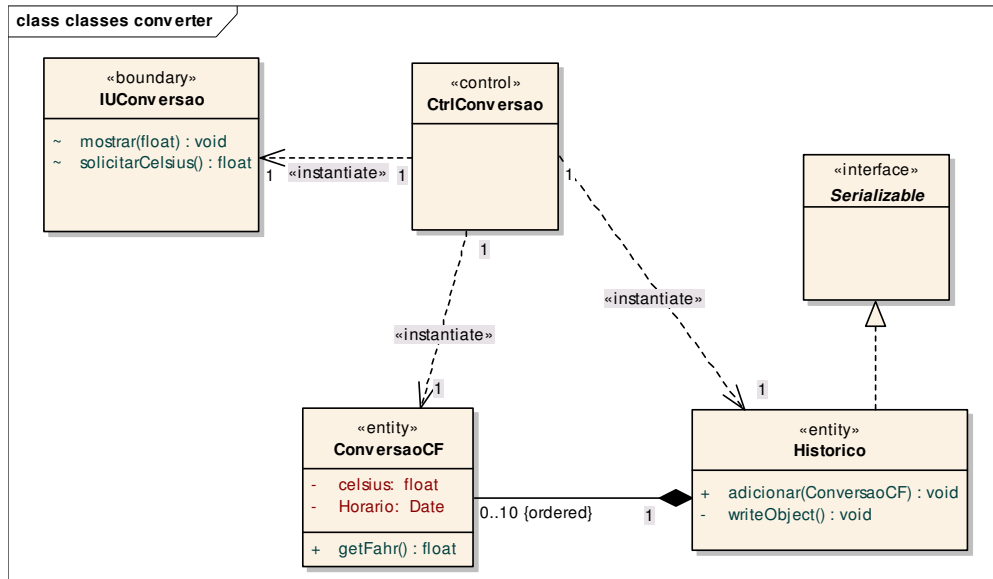 class classes converter
«boundary»
IUConversao
~ mostrar(float) : void
~ solicitarCelsius() : float
«control»
CtrlConversao
«interface»
Serializable
1
«instantiate»
1
1
1
«instantiate»
«instantiate»
1
1
«entity»
ConversaoCF
- celsius: float
- Horario: Date
+ getFahr() : float
0..10 {ordered}
1
«entity»
Historico
+ adicionar(ConversaoCF) : void
- writeObject() : void